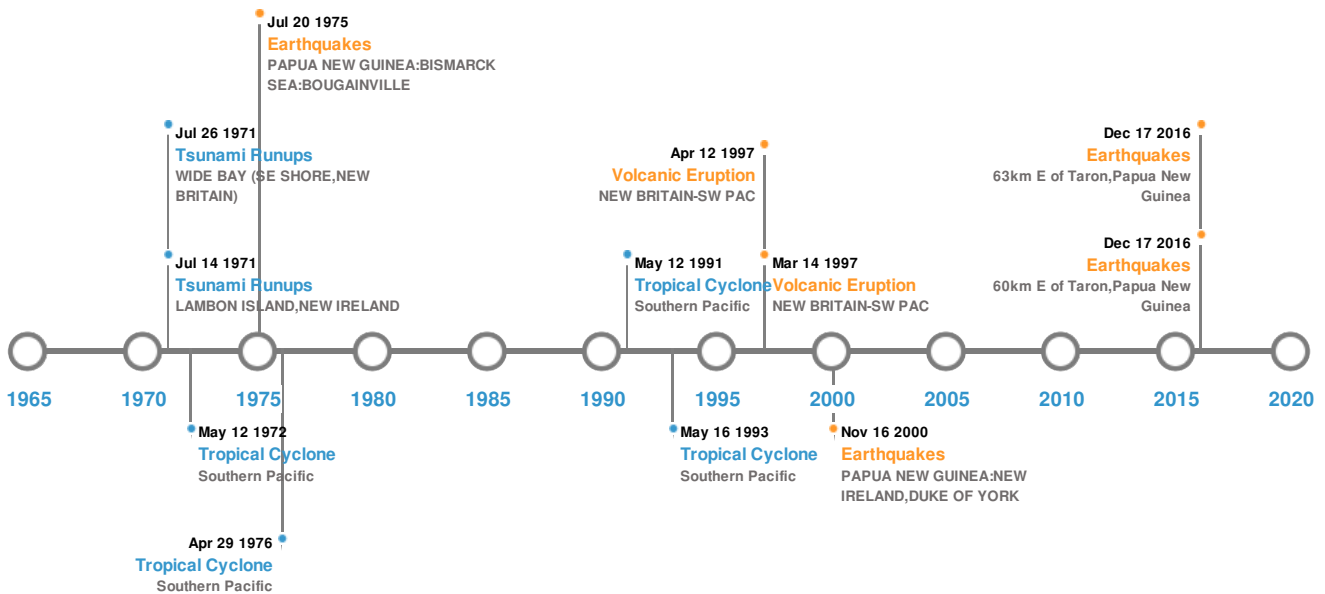 Jul 20 1975
Earthquakes
PAPUA NEW GUINEA:BISMARCK
SEA:BOUGAINVILLE
Jul 26 1971
Tsunami Runups
WIDE BAY (SE SHORE,NEW
BRITAIN)
Apr 12 1997
Volcanic Eruption
NEW BRITAIN-SW PAC
Dec 17 2016
Earthquakes
63km E of Taron,Papua New
Guinea
Jul 14 1971
Tsunami Runups
LAMBON ISLAND,NEW IRELAND
May 12 1991
Tropical Cyclone
Southern Pacific
Mar 14 1997
Volcanic Eruption
NEW BRITAIN-SW PAC
Dec 17 2016
Earthquakes
60km E of Taron,Papua New
Guinea
1965 1970 1975 1980 1985 1990 1995 2000 2005 2010 2015 2020
May 12 1972
Tropical Cyclone
Southern Pacific
May 16 1993
Tropical Cyclone
Southern Pacific
Nov 16 2000
Earthquakes
PAPUA NEW GUINEA:NEW
IRELAND,DUKE OF YORK
Apr 29 1976
Tropical Cyclone
Southern Pacific